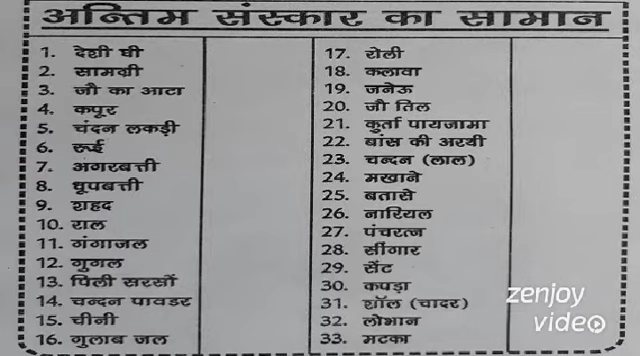 अन्तिम संस्कार का सामान
1. देशी घी
2. सामग्री
3. जौ का आटा
4. कपूर
5. चंदन लकड़ी
6. रूई
7. अगरबत्ती
8. धूपबत्ती
9. शहद
10. राल
11. गंगाजल
12. गुगल
13. पिली सरसों
14. चन्दन पावडर
15. चीनी
16. गुलाब जल
17. रोली
18. कलावा
19. जनेऊ
20. जौ तिल
21. कुर्ता पायजामा
22. बांस की अरथी
23. चन्दन (लाल)
24. मखाने
25. बतासे
26. नारियल
27. पंचरत्न
28. सींगार
29. सेंट
30. कपड़ा
31. शॉल (चादर)
32. लोभान
33. मटका
zenjoy
video